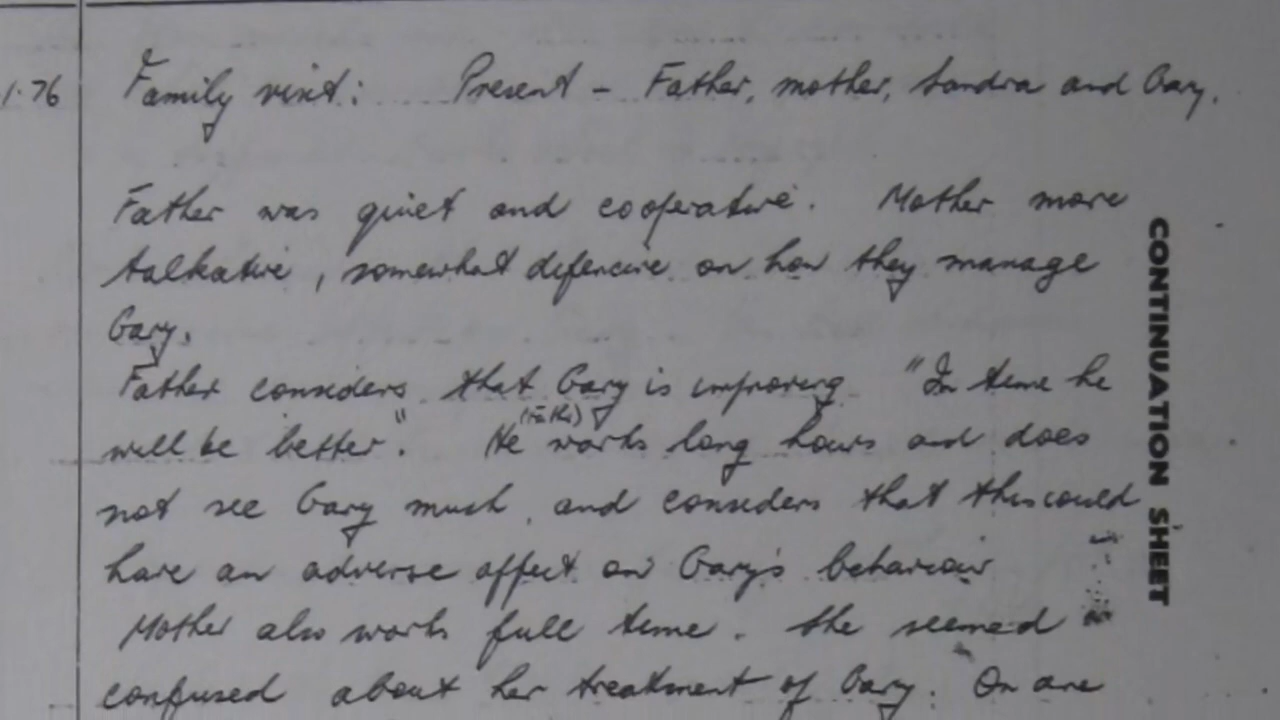 1.76 Family visit: Present - Father, mother, Sandra and Gary.
Father was quiet and cooperative. Mother more
talkative, somewhat defencive on how they manage
Gary.
Father considers that Gary is improving "In time he
(Father)
will be better." He works long hours and does
not see Gary much, and considers that this could
have an adverse affect on Gary's behaviour
Mother also works full time. She seemed
confused about her treatment of Gary. On one
CONTINUATION SHEET